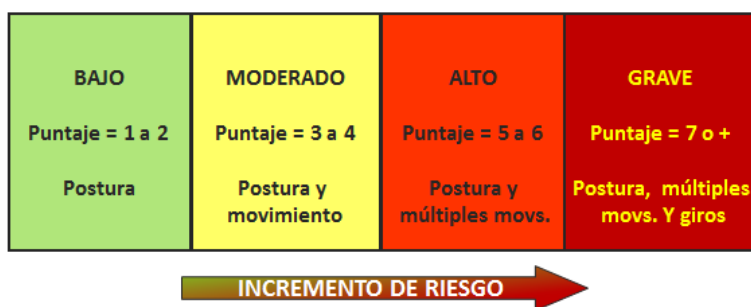 BAJO
Puntaje = 1 a 2
Postura
MODERADO
Puntaje = 3 a 4
Postura y
movimiento
ALTO
Puntaje = 5 a 6
Postura y
múltiples movs.
GRAVE
Puntaje = 7 o +
Postura, múltiples
movs. Y giros
INCREMENTO DE RIESGO